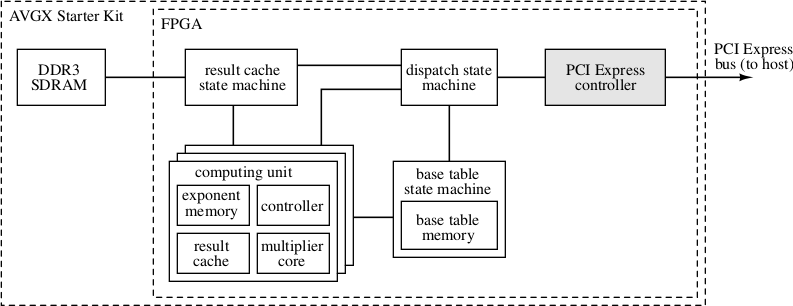 AVGX Starter Kit
FPGA
DDR3
SDRAM
result cache
state machine
dispatch state
machine
PCI Express
controller
PCI Express
bus (to host)
computing unit
exponent
memory
controller
result
cache
multiplier
core
base table
state machine
base table
memory